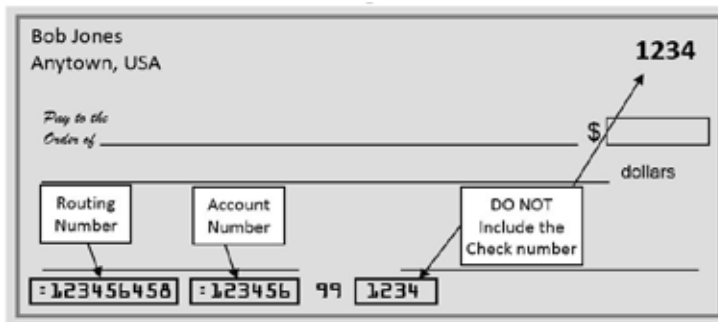 Bob Jones
1234
Anytown, USA
Pay to the
Order of
$
dollars
Routing
Number
Account
Number
DO NOT
Include the
Check number
:123456458 :123456 99 1234